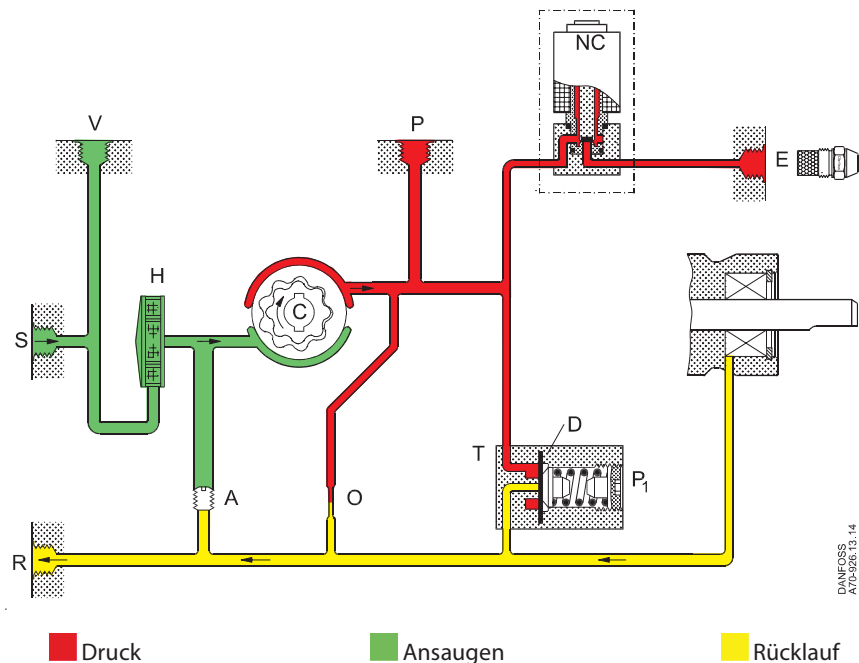 NC
V
P
E
H
C
S
D
T
P1
A
O
R
DANFOSS
A70-926.13.14
Druck
Ansaugen
Rücklauf